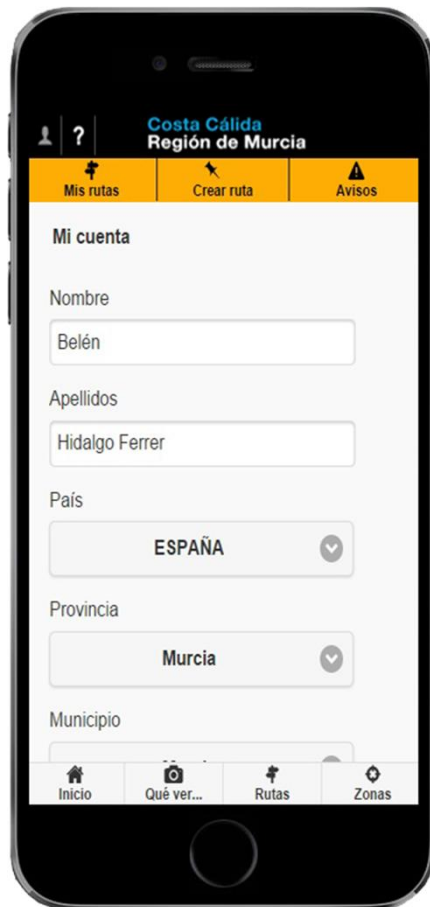 ?
Costa Cálida
Región de Murcia
Mis rutas
Crear ruta
Avisos
Mi cuenta
Nombre
Belén
Apellidos
Hidalgo Ferrer
País
ESPAÑA
Provincia
Murcia
Municipio
Inicio
Qué ver...
Rutas
Zonas